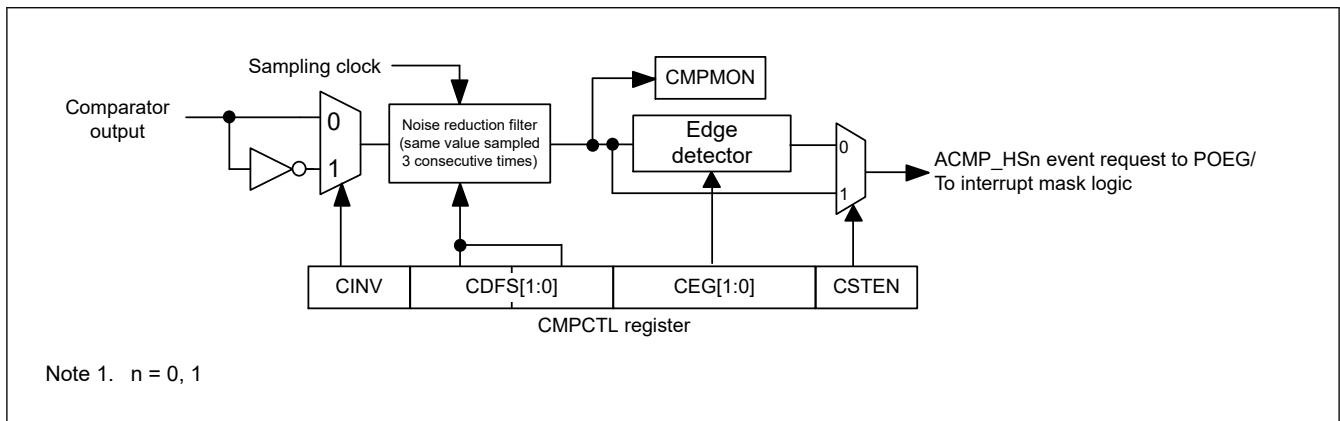 Sampling clock
CMPMON
Comparator
output
0
1
Noise reduction filter
(same value sampled
3 consecutive times)
Edge
detector
0
1
ACMP_HSn event request to POEG/
To interrupt mask logic
CINV
CDFS[1:0]
CEG[1:0]
CSTEN
CMPCTL register
Note 1. n = 0, 1